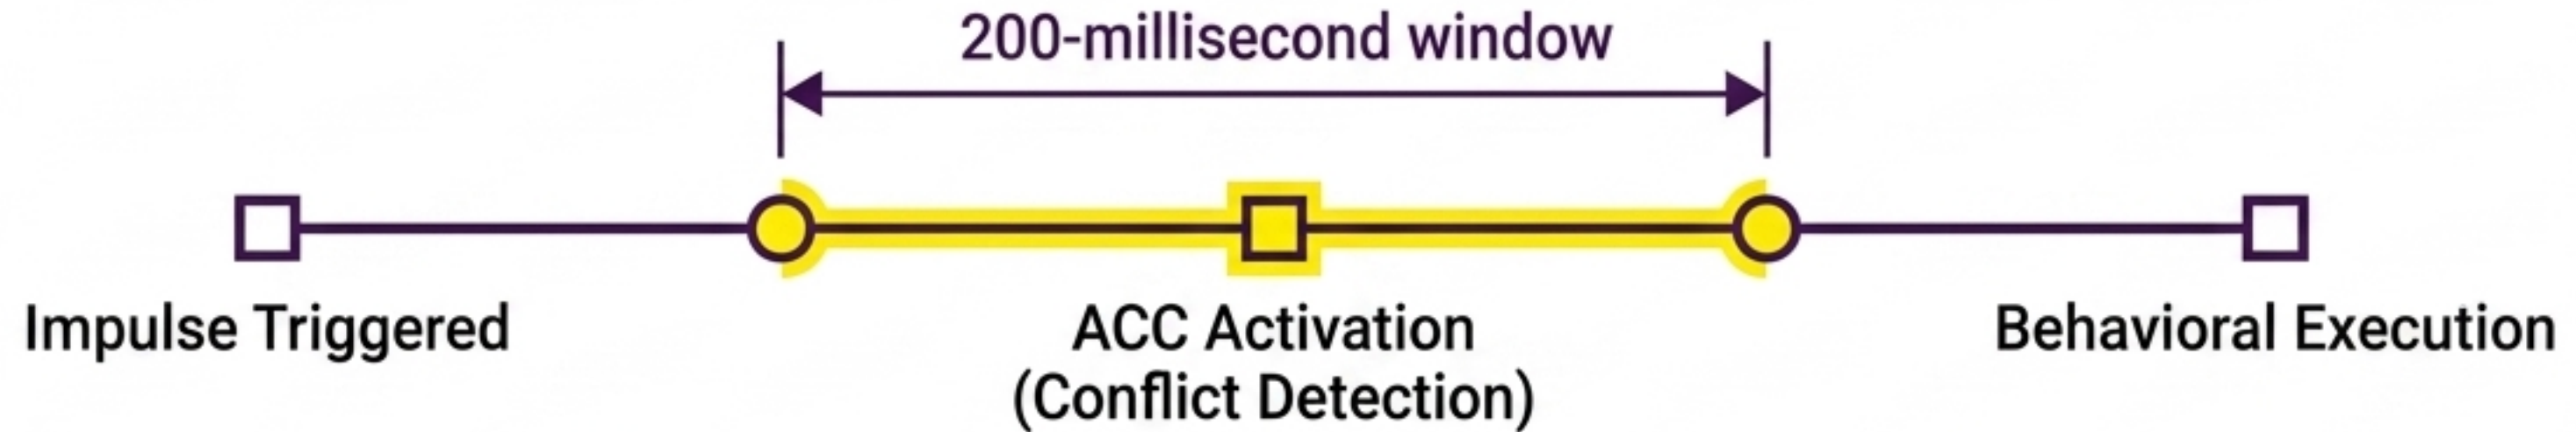 200-millisecond window
Impulse Triggered
ACC Activation
(Conflict Detection)
Behavioral Execution